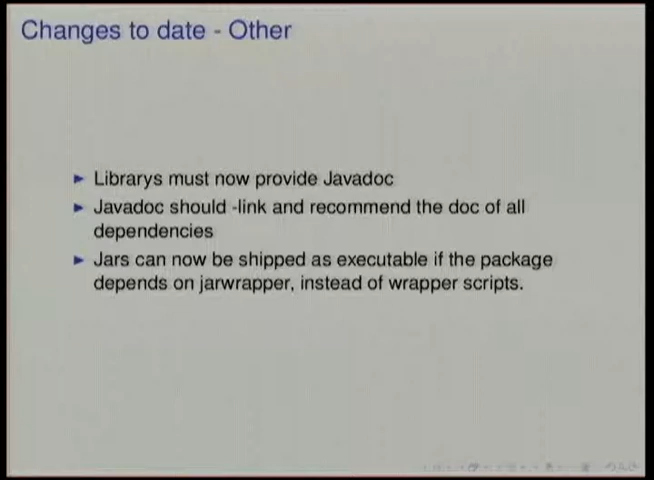 Changes to date - Other
Librarys must now provide Javadoc
Javadoc should -link and recommend the doc of all
dependencies
Jars can now be shipped as executable if the package
depends on jarwrapper, instead of wrapper scripts.